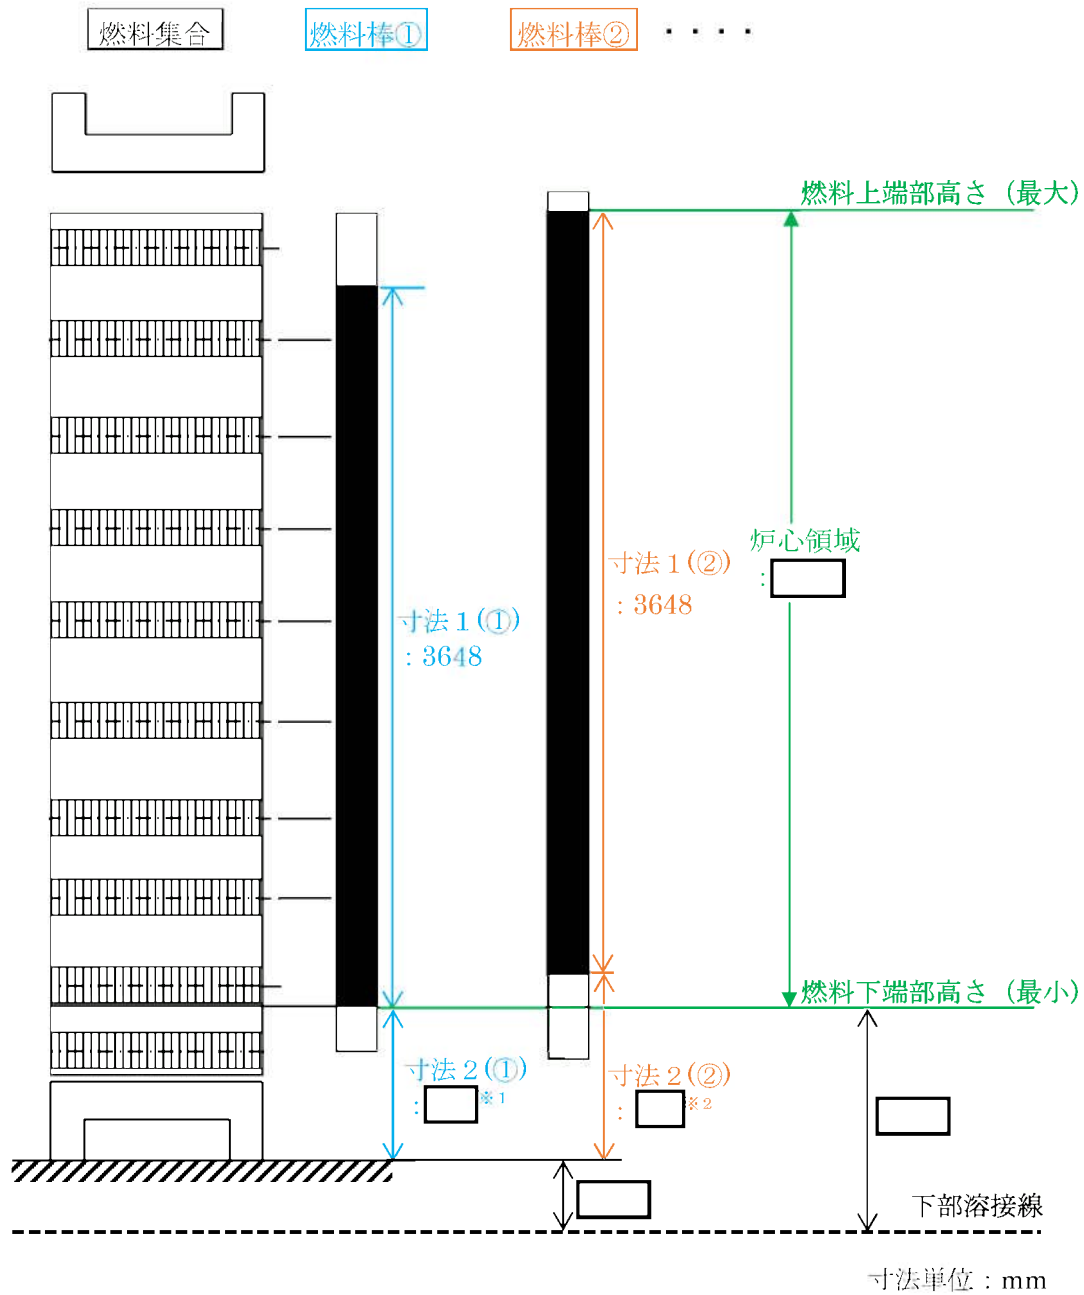 燃料集合
燃料棒①
燃料棒②
・・・・
燃料上端部高さ（最大）
炉心領域
：
寸法１(②)
：3648
寸法１(①)
：3648
燃料下端部高さ（最小）
寸法２(①)
：※１
寸法２(②)
：※２
下部溶接線
寸法単位：mm